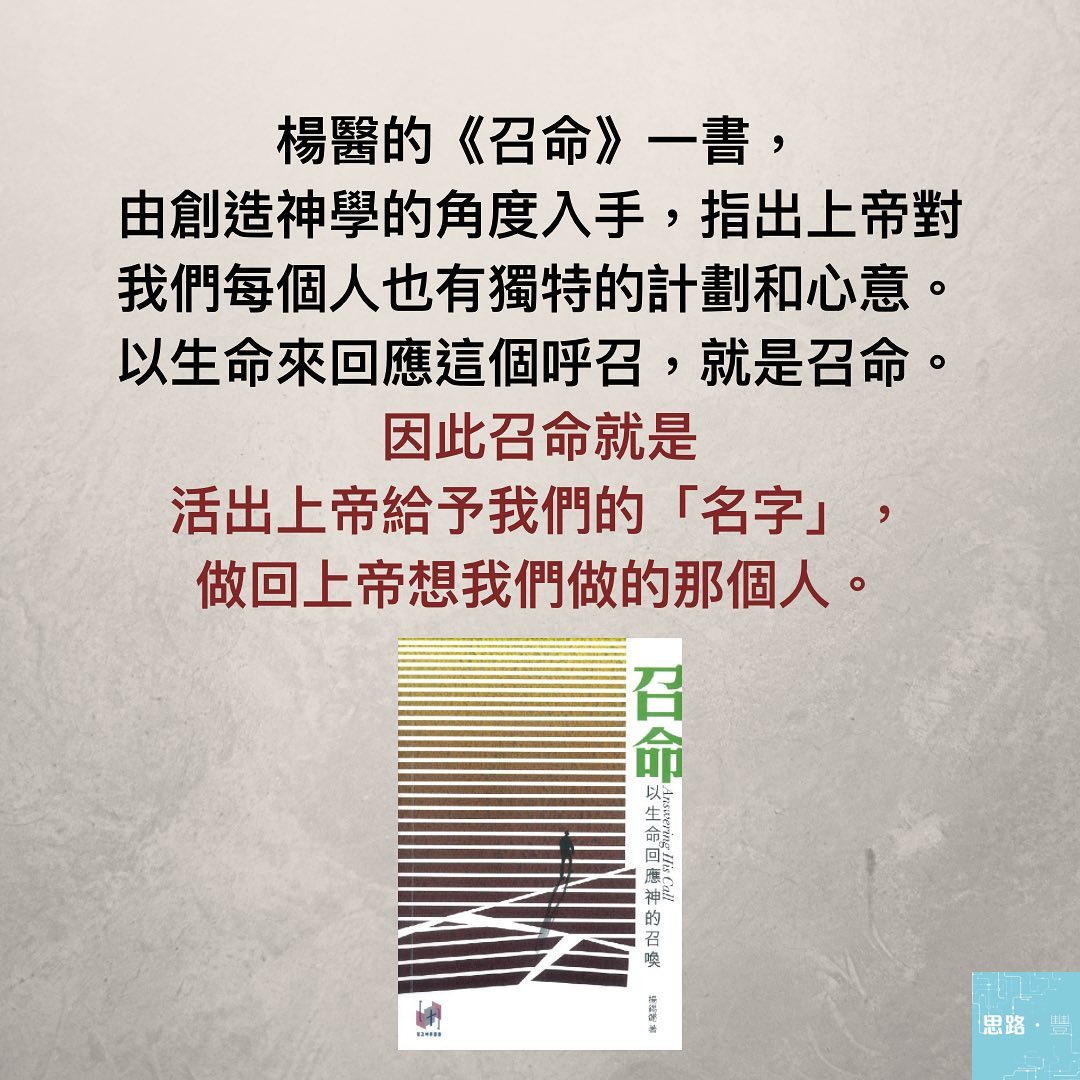 楊醫的《召命》一書，
由創造神學的角度入手，指出上帝對
我們每個人也有獨特的計劃和心意。
以生命來回應這個呼召，就是召命。
因此召命就是
活出上帝給予我們的「名字」，
做回上帝想我們做的那個人。
召命
Answering His Call
以生命回應神的召喚
楊錫鏘 著
思路·豐